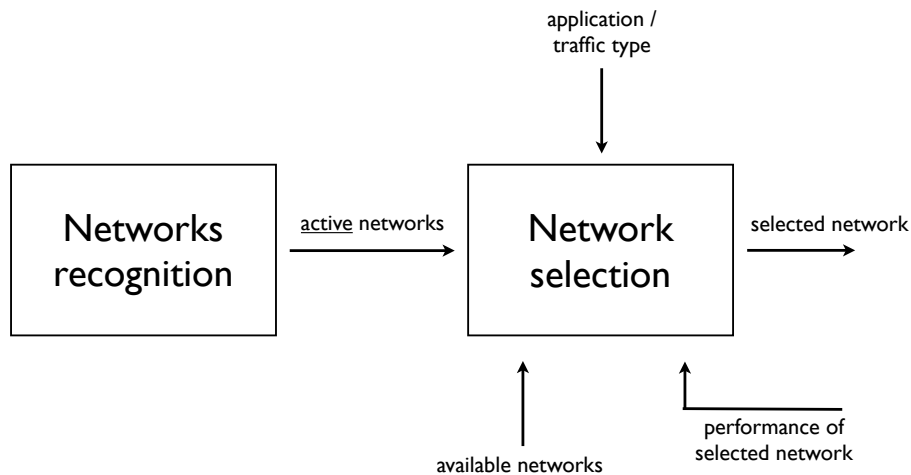 application /
traffic type
Networks
recognition
active networks
Network
selection
selected network
available networks
performance of
selected network